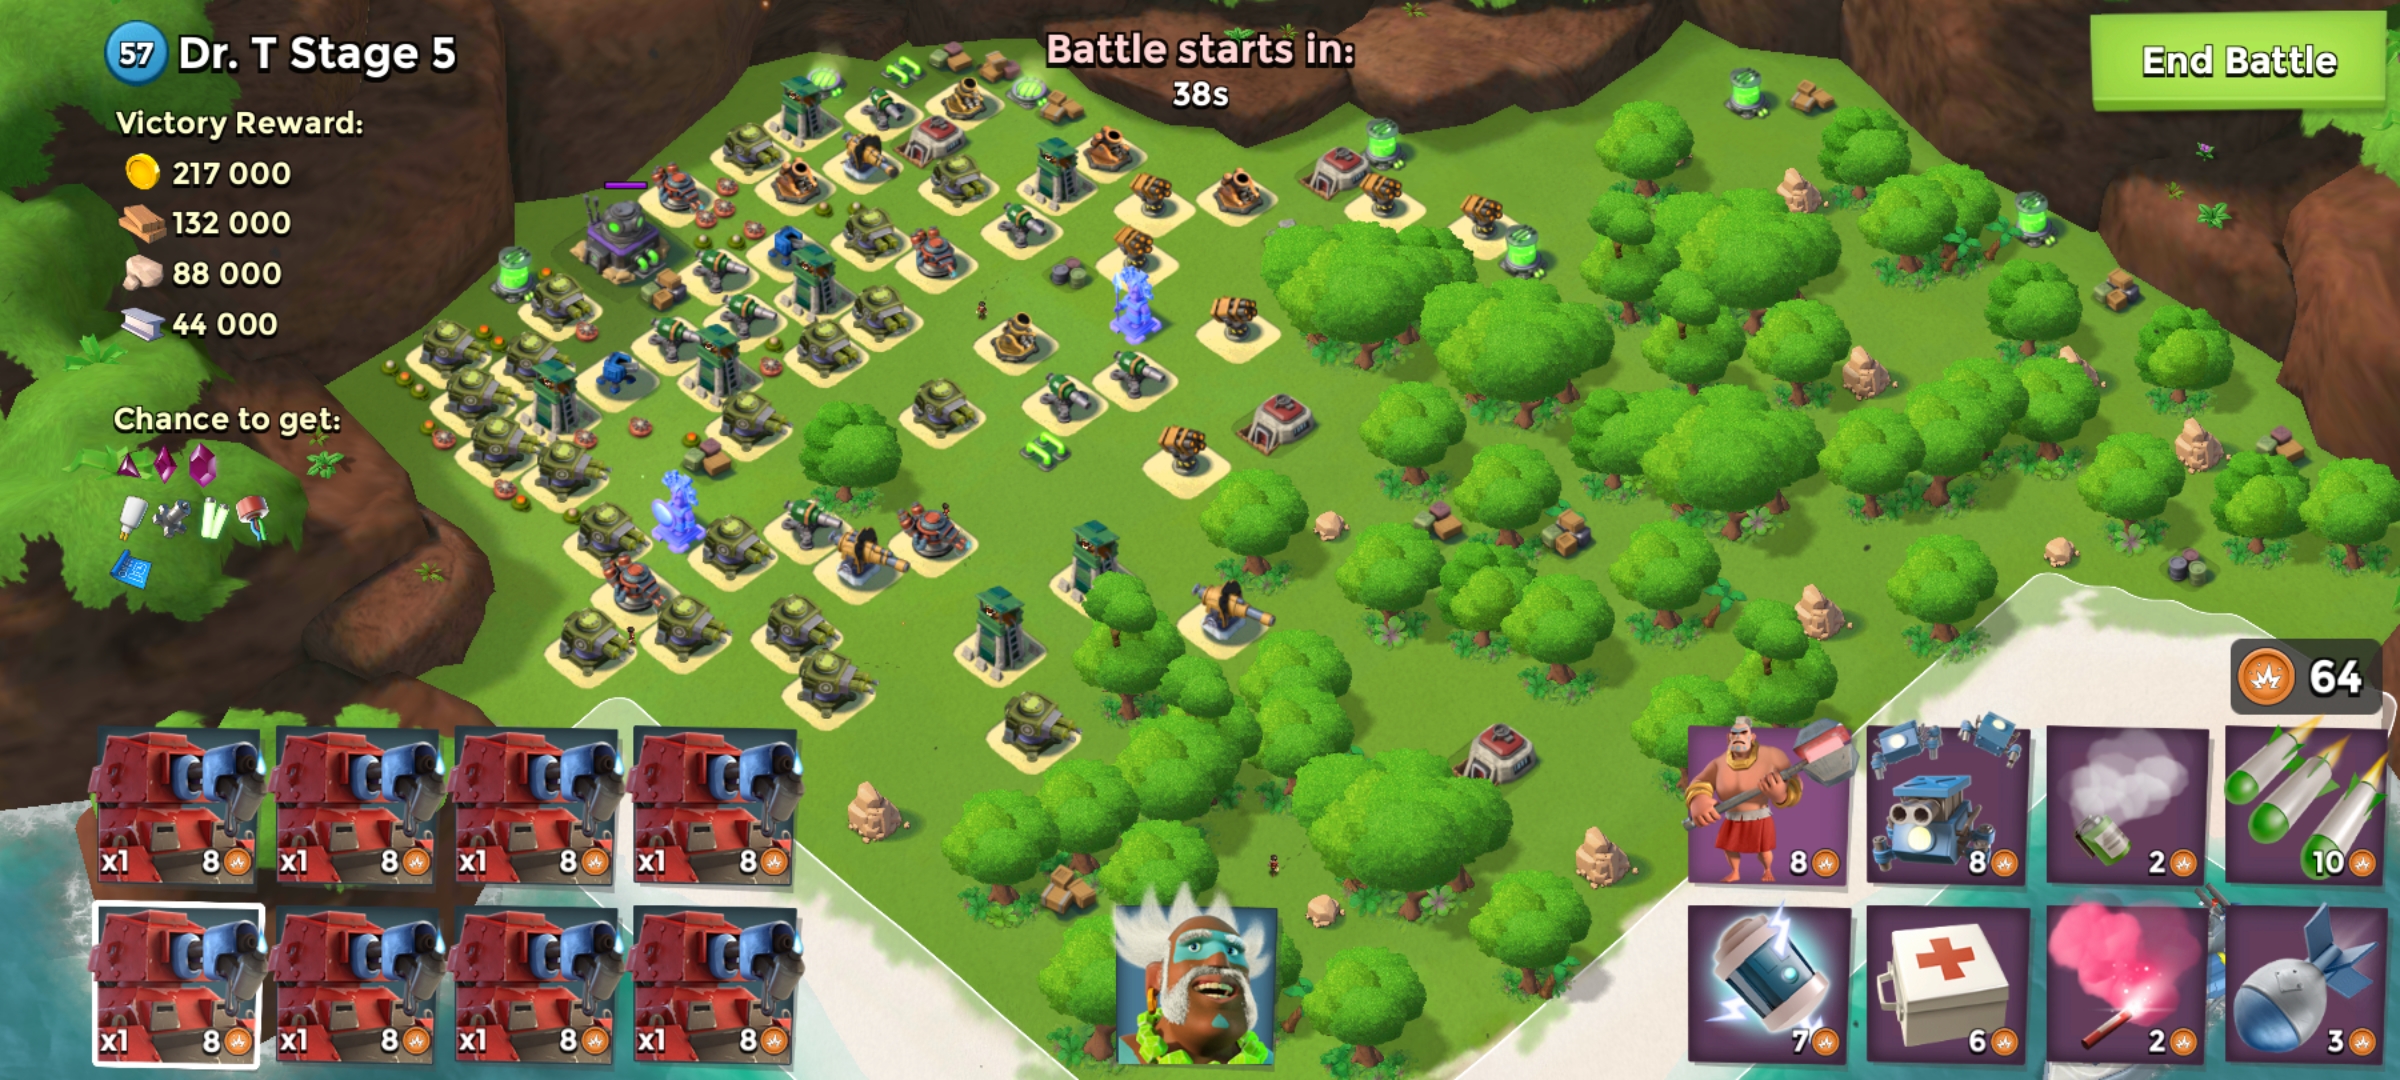 57 Dr. T Stage 5
Battle starts in:
38s
End Battle
Victory Reward:
217 000
132 000
88 000
44 000
Chance to get:
64
x1 8
x1 8
x1 8
x1 8
8
8
2
10
x1 8
x1 8
x1 8
x1 8
7
6
2
3